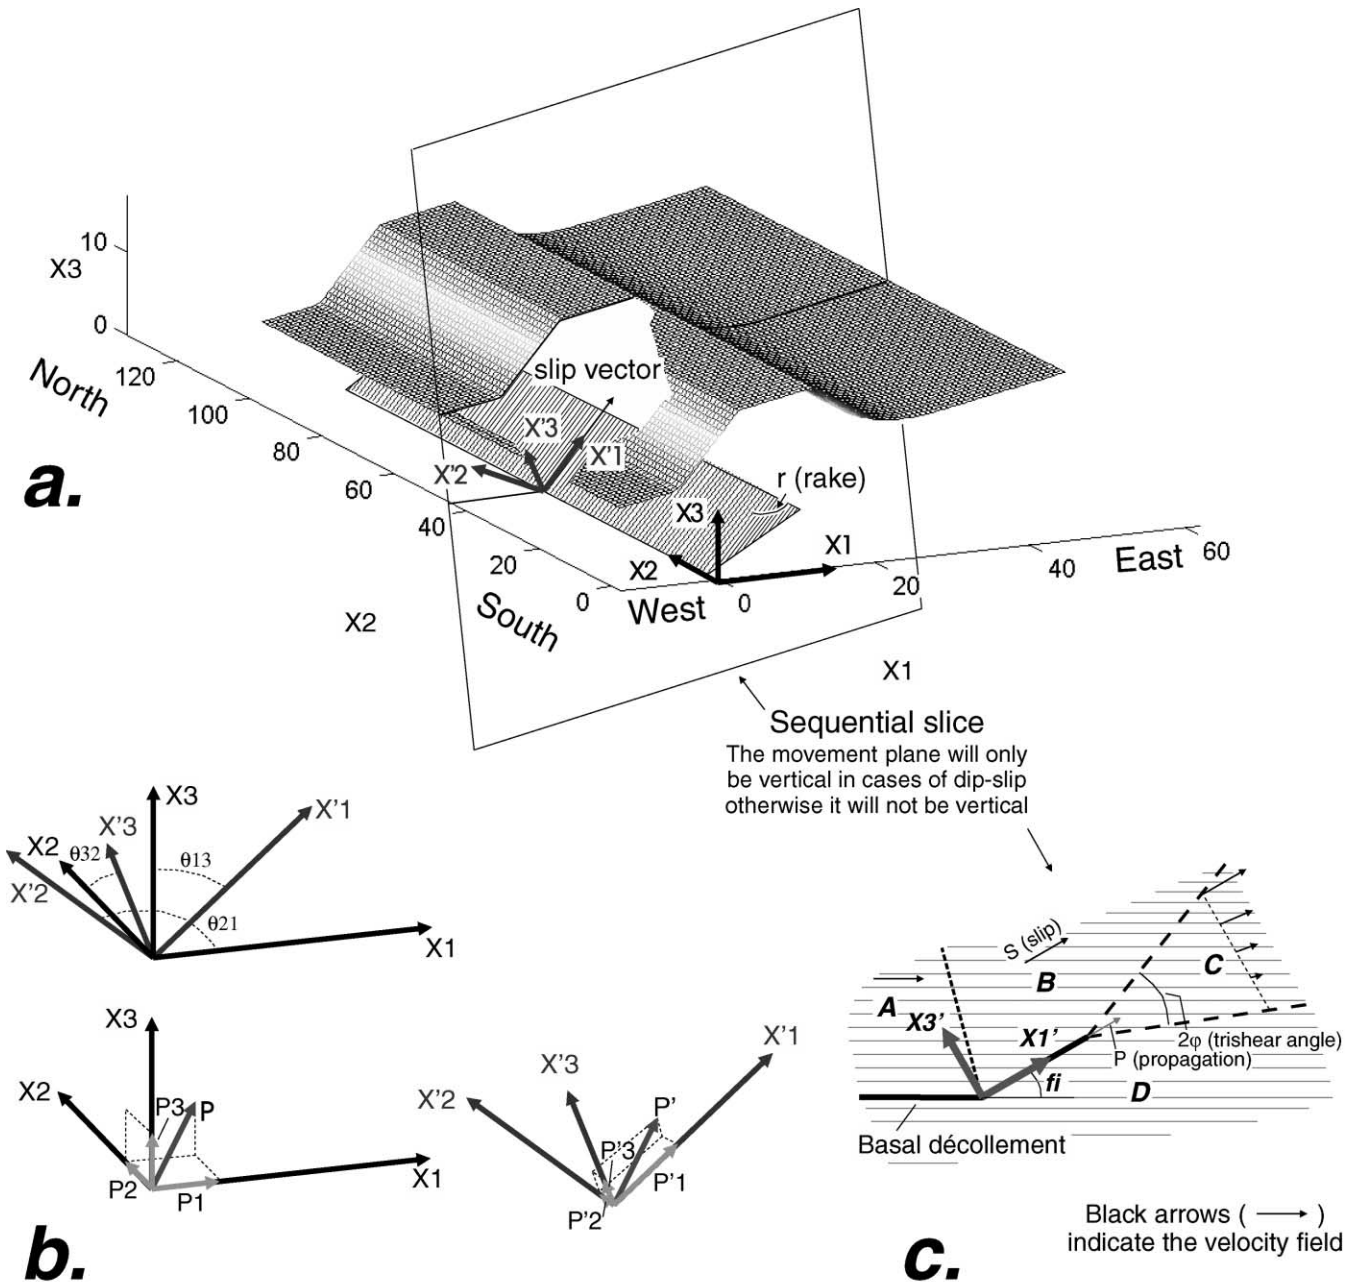 10
X3
0
North
120
100
80
60
40
20
0
South
X2
a.
slip vector
X'3
X'1
X'2
r (rake)
X3
X2
X1
West
0
20
40
East
60
X1
Sequential slice
The movement plane will only
be vertical in cases of dip-slip
otherwise it will not be vertical
X3
X'1
X'3
X2
θ32
θ13
X'2
θ21
X1
X3
X2
P3
P
P2
P1
X1
X'1
X'3
X'2
P'
P'3
P'1
P'2
b.
S (slip)
B
C
A
X3'
X1'
2φ (trishear angle)
P (propagation)
fi
D
Basal décollement
Black arrows ( → )
indicate the velocity field
c.